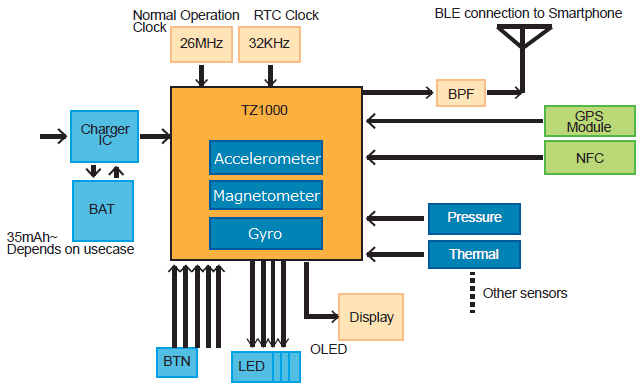 Normal Operation
Clock
RTC Clock
BLE connection to Smartphone
26MHz
32KHz
BPF
TZ1000
GPS
Module
Charger
IC
Accelerometer
NFC
Magnetometer
BAT
Pressure
Gyro
35mAh~
Depends on usecase
Thermal
Other sensors
Display
OLED
BTN
LED